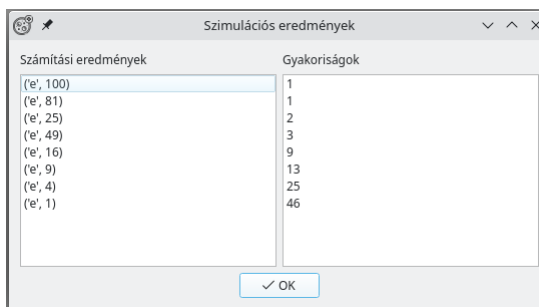 Szimulációs eredmények
Számítási eredmények
('e', 100)
('e', 81)
('e', 25)
('e', 49)
('e', 16)
('e', 9)
('e', 4)
('e', 1)
Gyakoriságok
1
1
2
3
9
13
25
46
OK